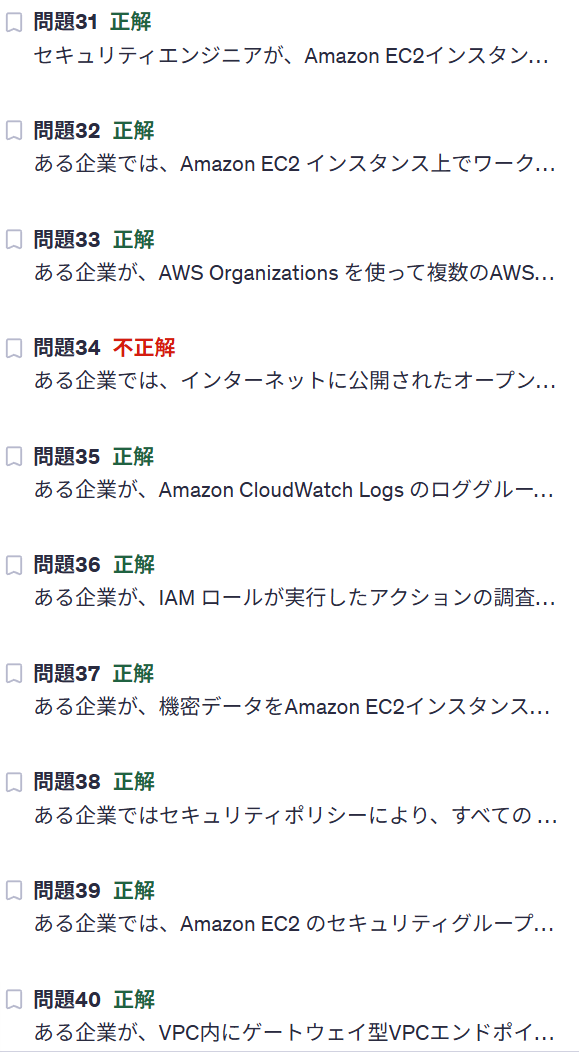 問題31 正解
セキュリティエンジニアが、Amazon EC2インスタン...
問題32 正解
ある企業では、Amazon EC2 インスタンス上でワーク...
問題33 正解
ある企業が、AWS Organizations を使って複数のAWS...
問題34 不正解
ある企業では、インターネットに公開されたオープン...
問題35 正解
ある企業が、Amazon CloudWatch Logs のロググルー...
問題36 正解
ある企業が、IAM ロールが実行したアクションの調査...
問題37 正解
ある企業が、機密データをAmazon EC2インスタンス...
問題38 正解
ある企業ではセキュリティポリシーにより、すべての ...
問題39 正解
ある企業では、Amazon EC2 のセキュリティグループ...
問題40 正解
ある企業が、VPC内にゲートウェイ型VPCエンドポイ...